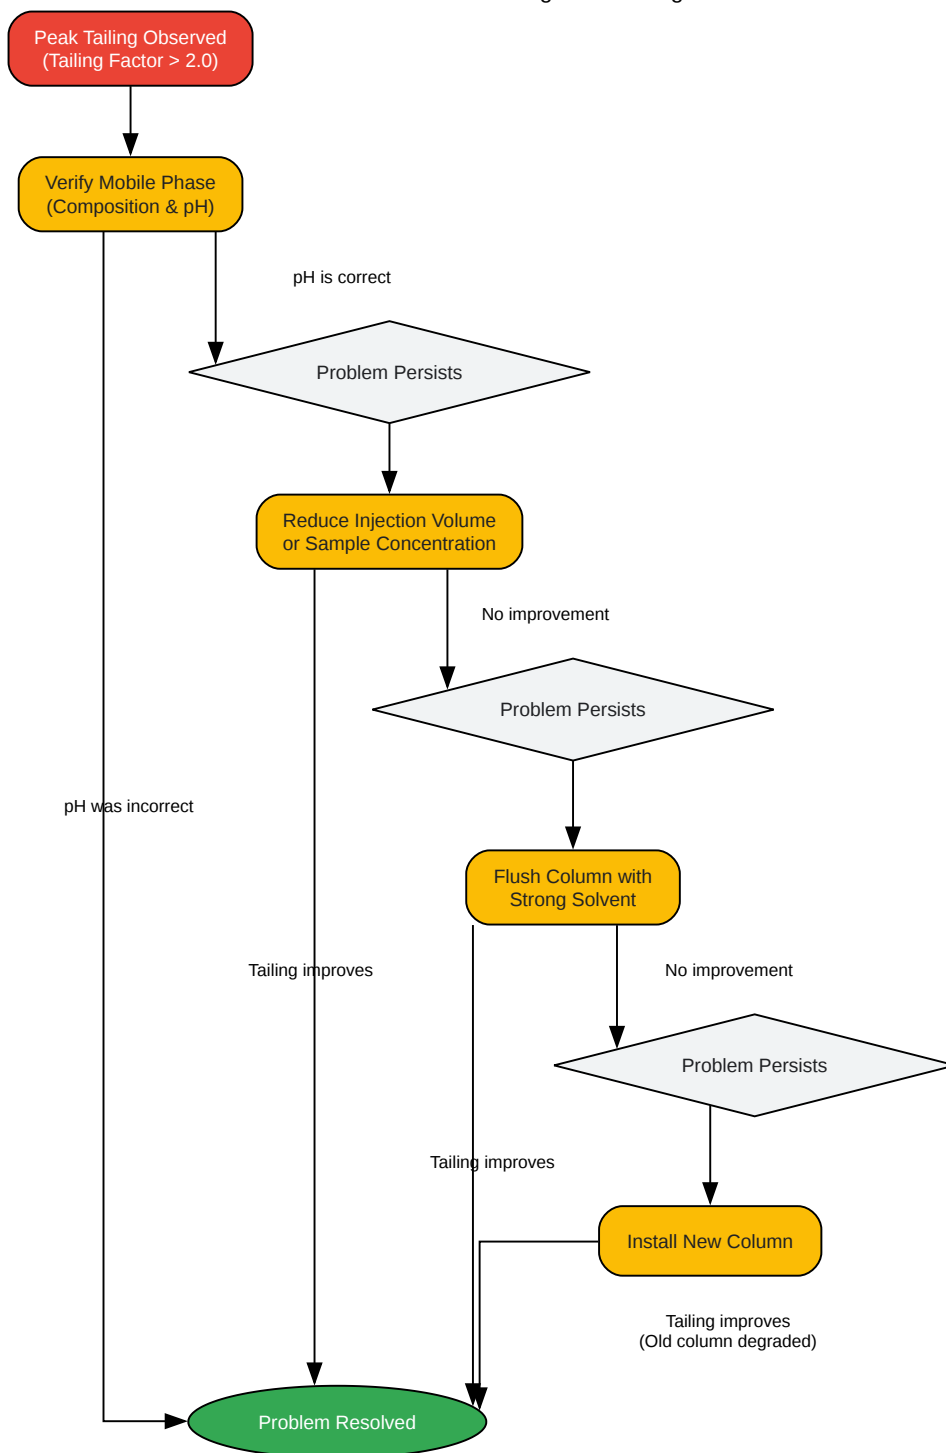 Peak Tailing Observed
(Tailing Factor > 2.0)
Verify Mobile Phase
(Composition & pH)
pH is correct
Problem Persists
Reduce Injection Volume
or Sample Concentration
No improvement
Problem Persists
pH was incorrect
Flush Column with
Strong Solvent
Tailing improves
No improvement
Problem Persists
Tailing improves
Install New Column
Tailing improves
(Old column degraded)
Problem Resolved